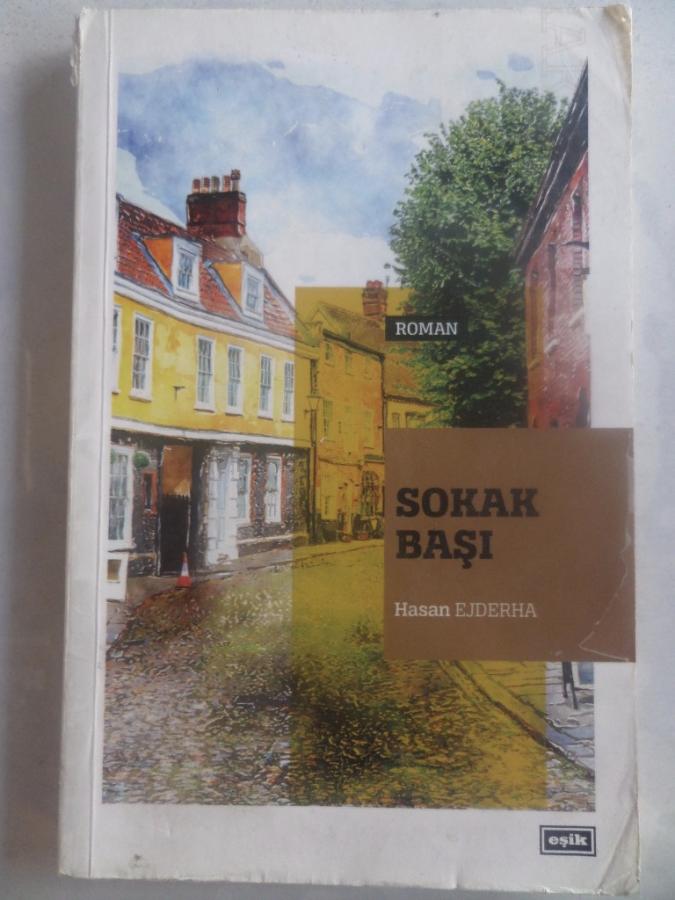 ROMAN
SOKAK
BAŞI
Hasan EJDERHA
eşik